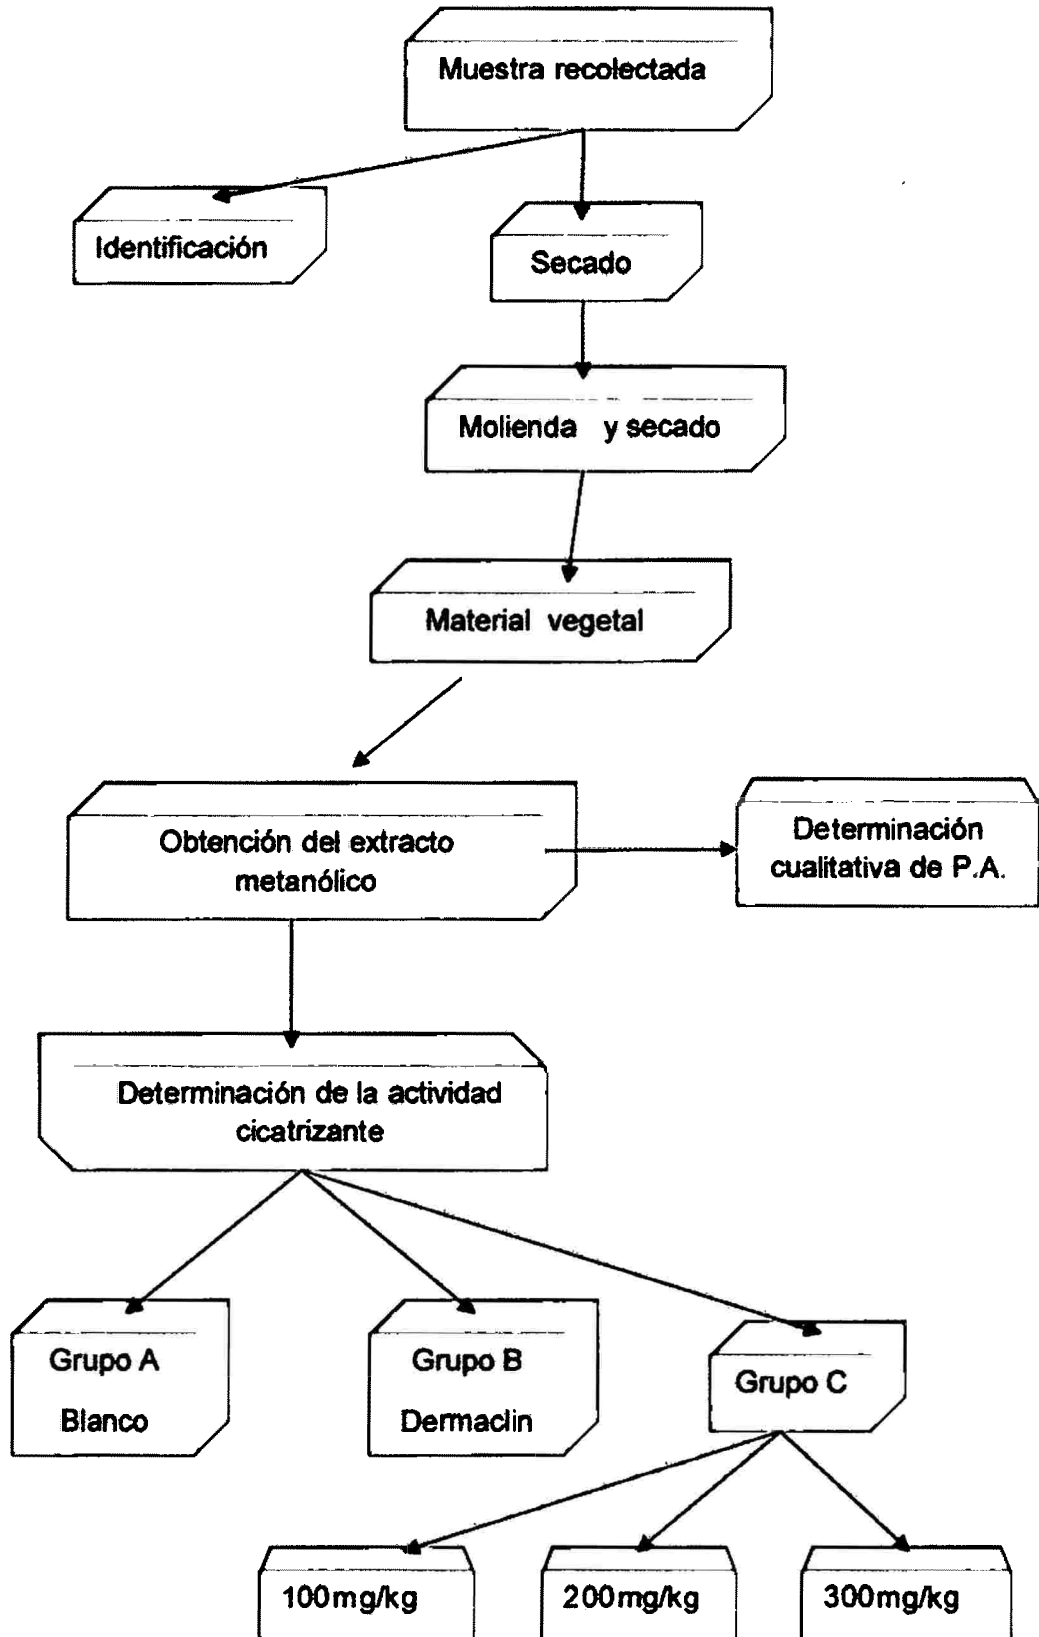 Muestra recolectada
Identificación
Secado
Molienda y secado
Material vegetal
Obtención del extracto
metanólico
Determinación
cualitativa de P.A.
Determinación de la actividad
cicatrizante
Grupo A
Blanco
Grupo B
Dermaclin
Grupo C
100mg/kg
200mg/kg
300mg/kg